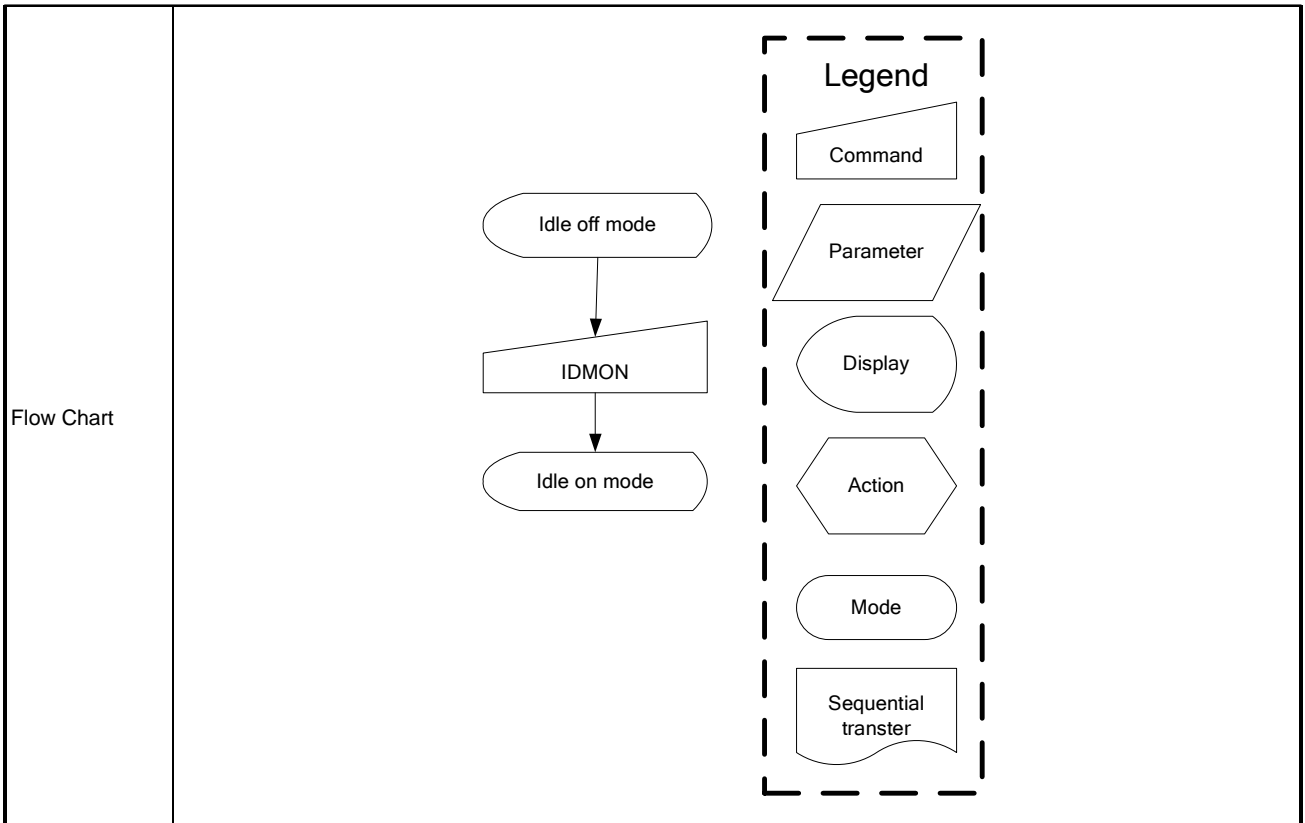 Flow Chart
Idle off mode
IDMON
Idle on mode
Legend
Command
Parameter
Display
Action
Mode
Sequential
transter